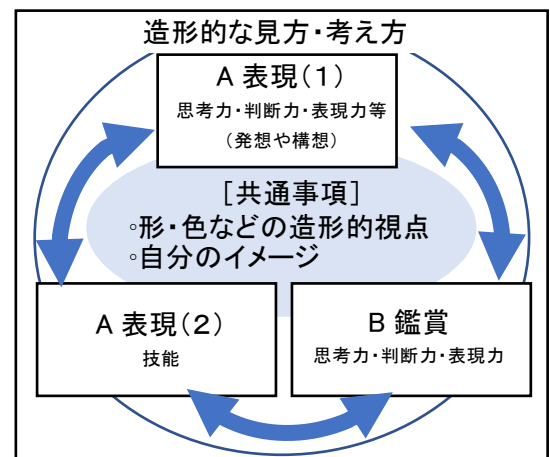 造形的な見方・考え方
A 表現(1)
思考力・判断力・表現力等
(発想や構想)
[共通事項]
◦形・色などの造形的視点
◦自分のイメージ
A 表現(2)
技能
B 鑑賞
思考力・判断力・表現力